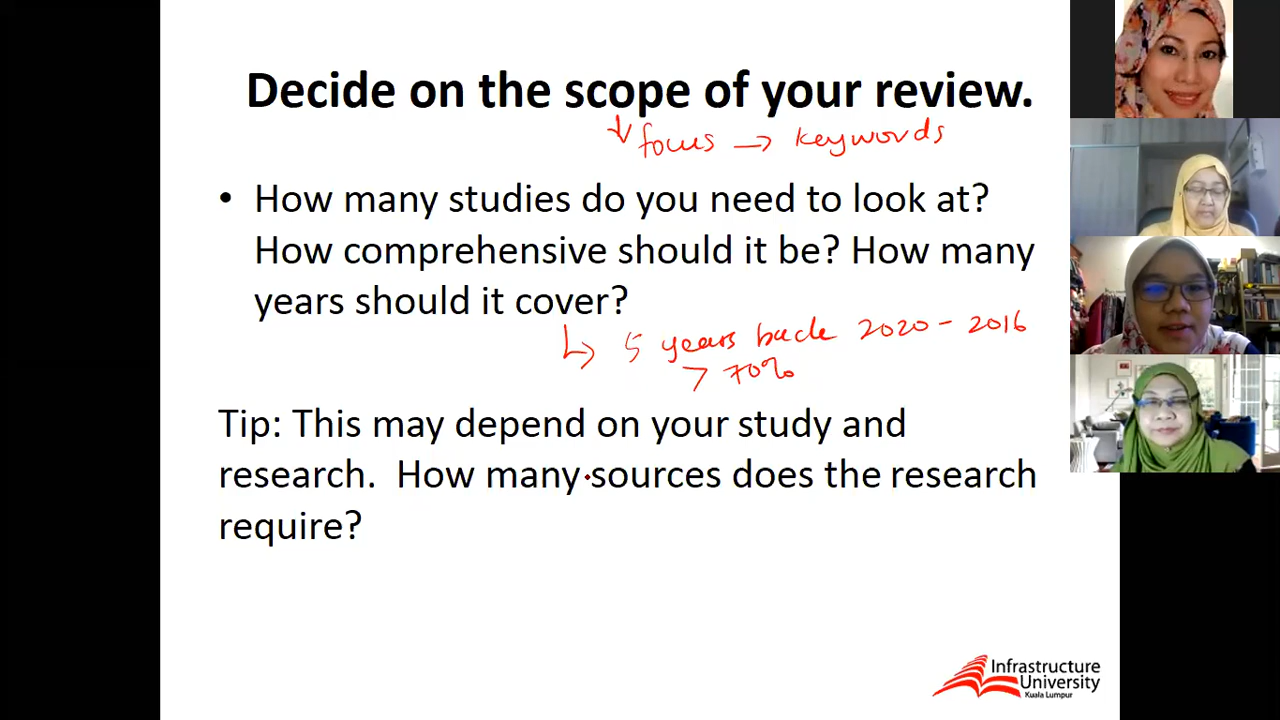 Decide on the scope of your review.
↓ focus → keywords
• How many studies do you need to look at?
How comprehensive should it be? How many
years should it cover?
↳ 5 years back 2020 - 2016
> 70%
Tip: This may depend on your study and
research. How many sources does the research
require?
Infrastructure
University
Kuala Lumpur